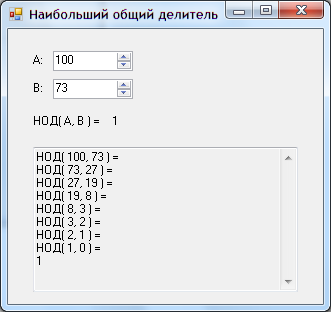 Наибольший общий делитель
A: 100
B: 73
НОД( A, B ) = 1
НОД( 100, 73 ) =
НОД( 73, 27 ) =
НОД( 27, 19 ) =
НОД( 19, 8 ) =
НОД( 8, 3 ) =
НОД( 3, 2 ) =
НОД( 2, 1 ) =
НОД( 1, 0 ) =
1